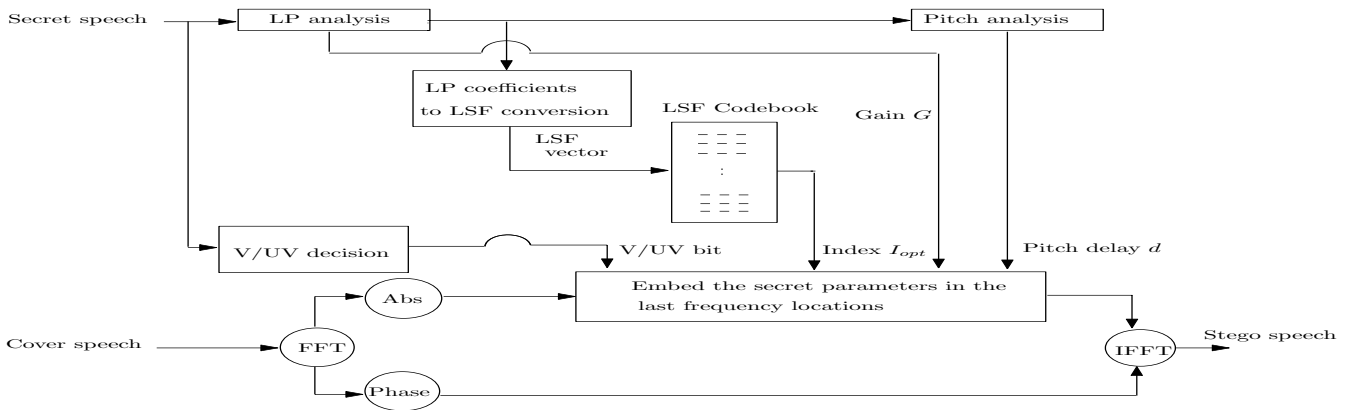 Secret speech
LP analysis
Pitch analysis
LP coefficients
to LSF conversion
LSF Codebook
Gain G
LSF
vector
:
V/UV decision
V/UV bit
Index I_opt
Pitch delay d
Embed the secret parameters in the
last frequency locations
Abs
Cover speech
FFT
IFFT
Stego speech
Phase